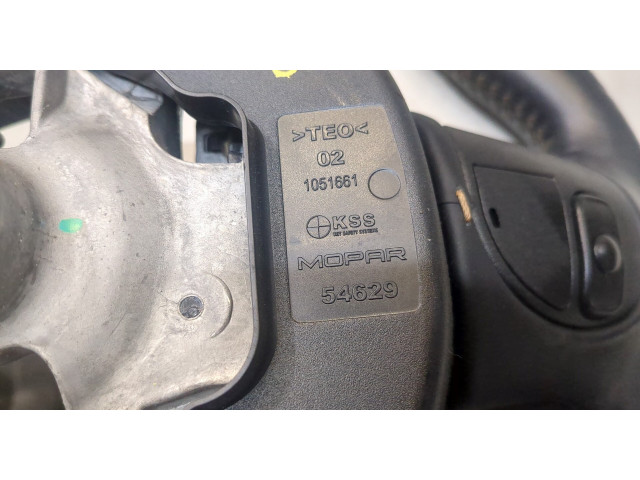 >TEO<
02
1051661
KSS
KEY SAFETY SYSTEMS
MOPAR
54629